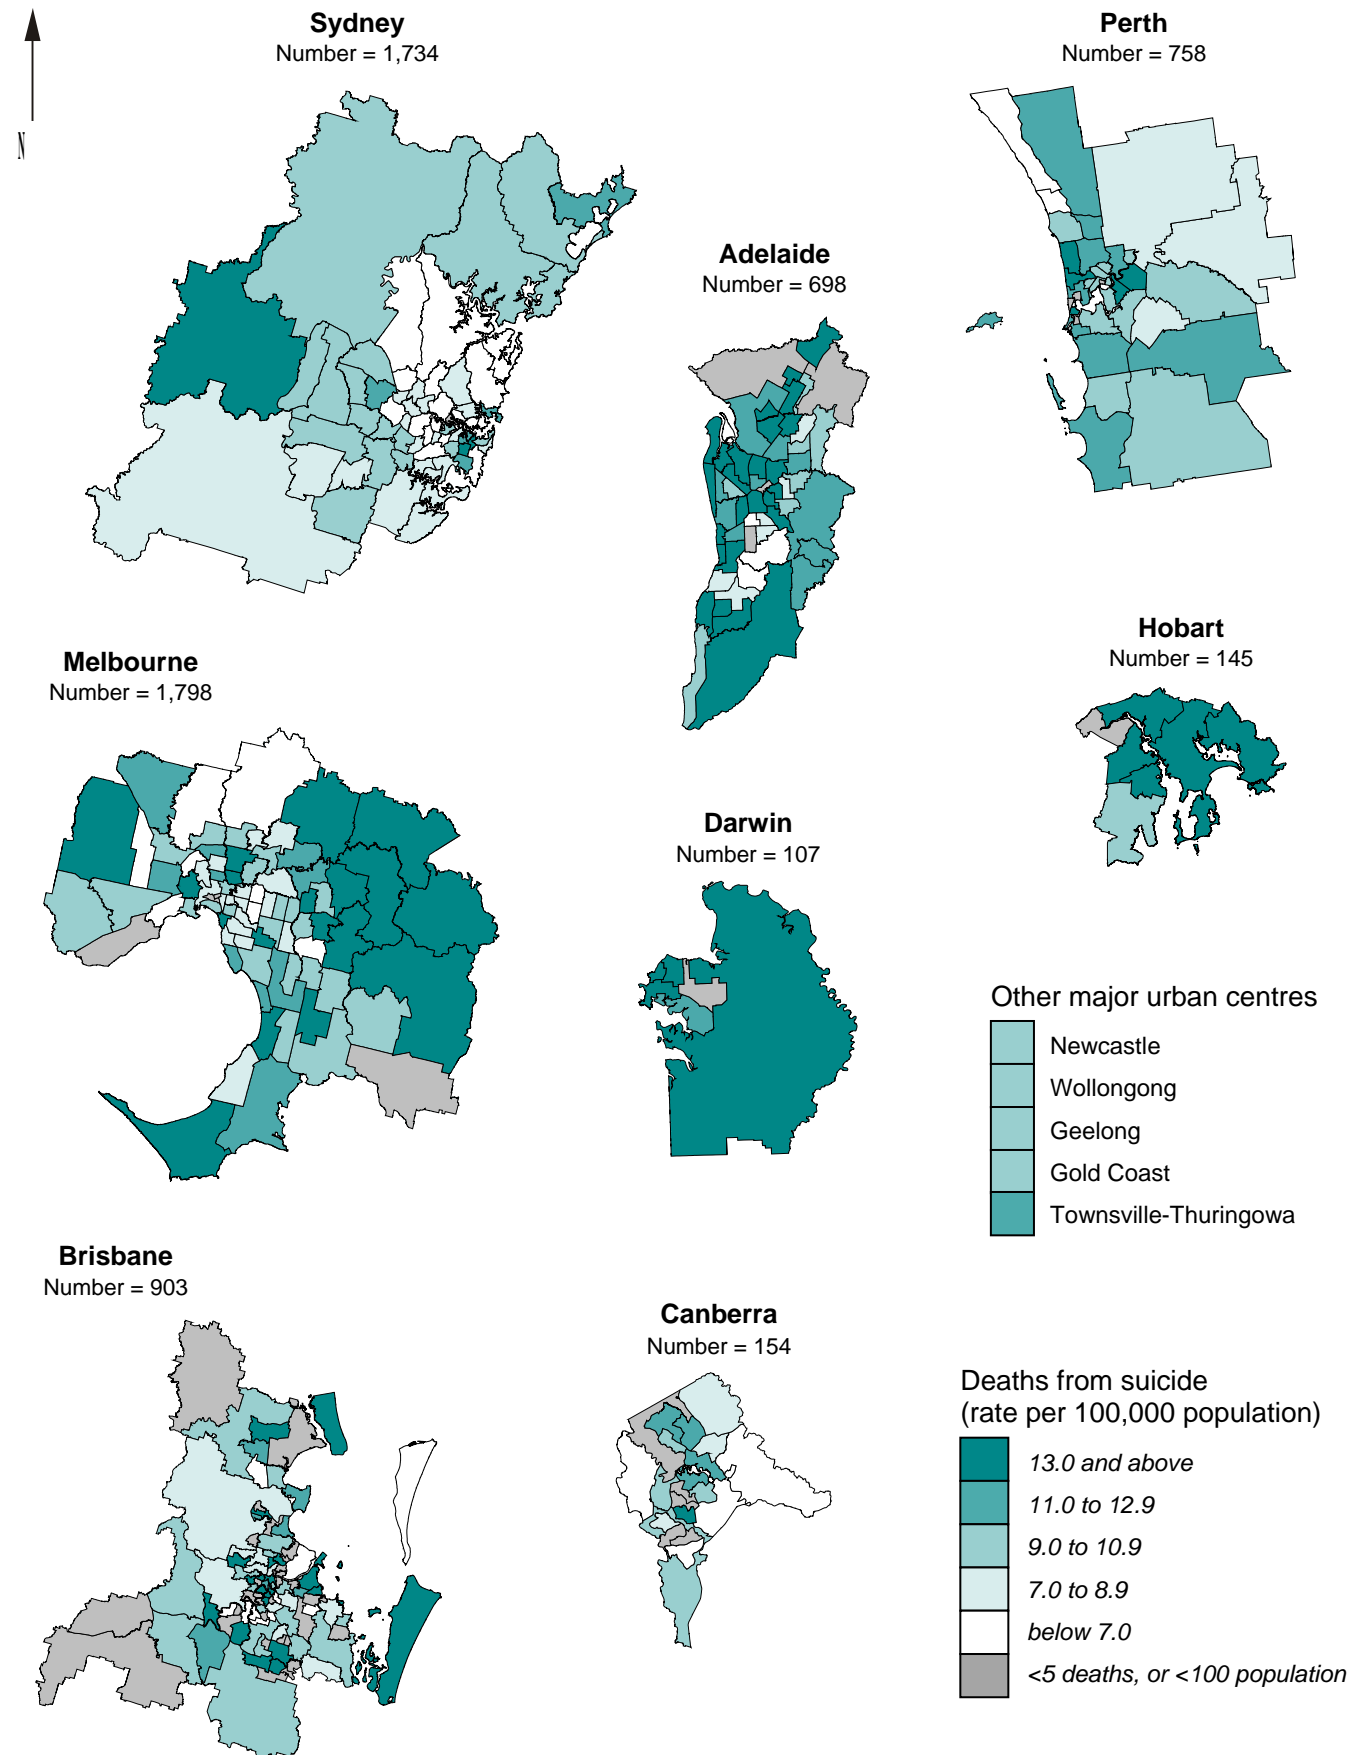 Sydney
Number = 1,734
Perth
Number = 758
N
Adelaide
Number = 698
Hobart
Number = 145
Melbourne
Number = 1,798
Darwin
Number = 107
Other major urban centres
Newcastle
Wollongong
Geelong
Gold Coast
Townsville-Thuringowa
Brisbane
Number = 903
Canberra
Number = 154
Deaths from suicide
(rate per 100,000 population)
13.0 and above
11.0 to 12.9
9.0 to 10.9
7.0 to 8.9
below 7.0
<5 deaths, or <100 population